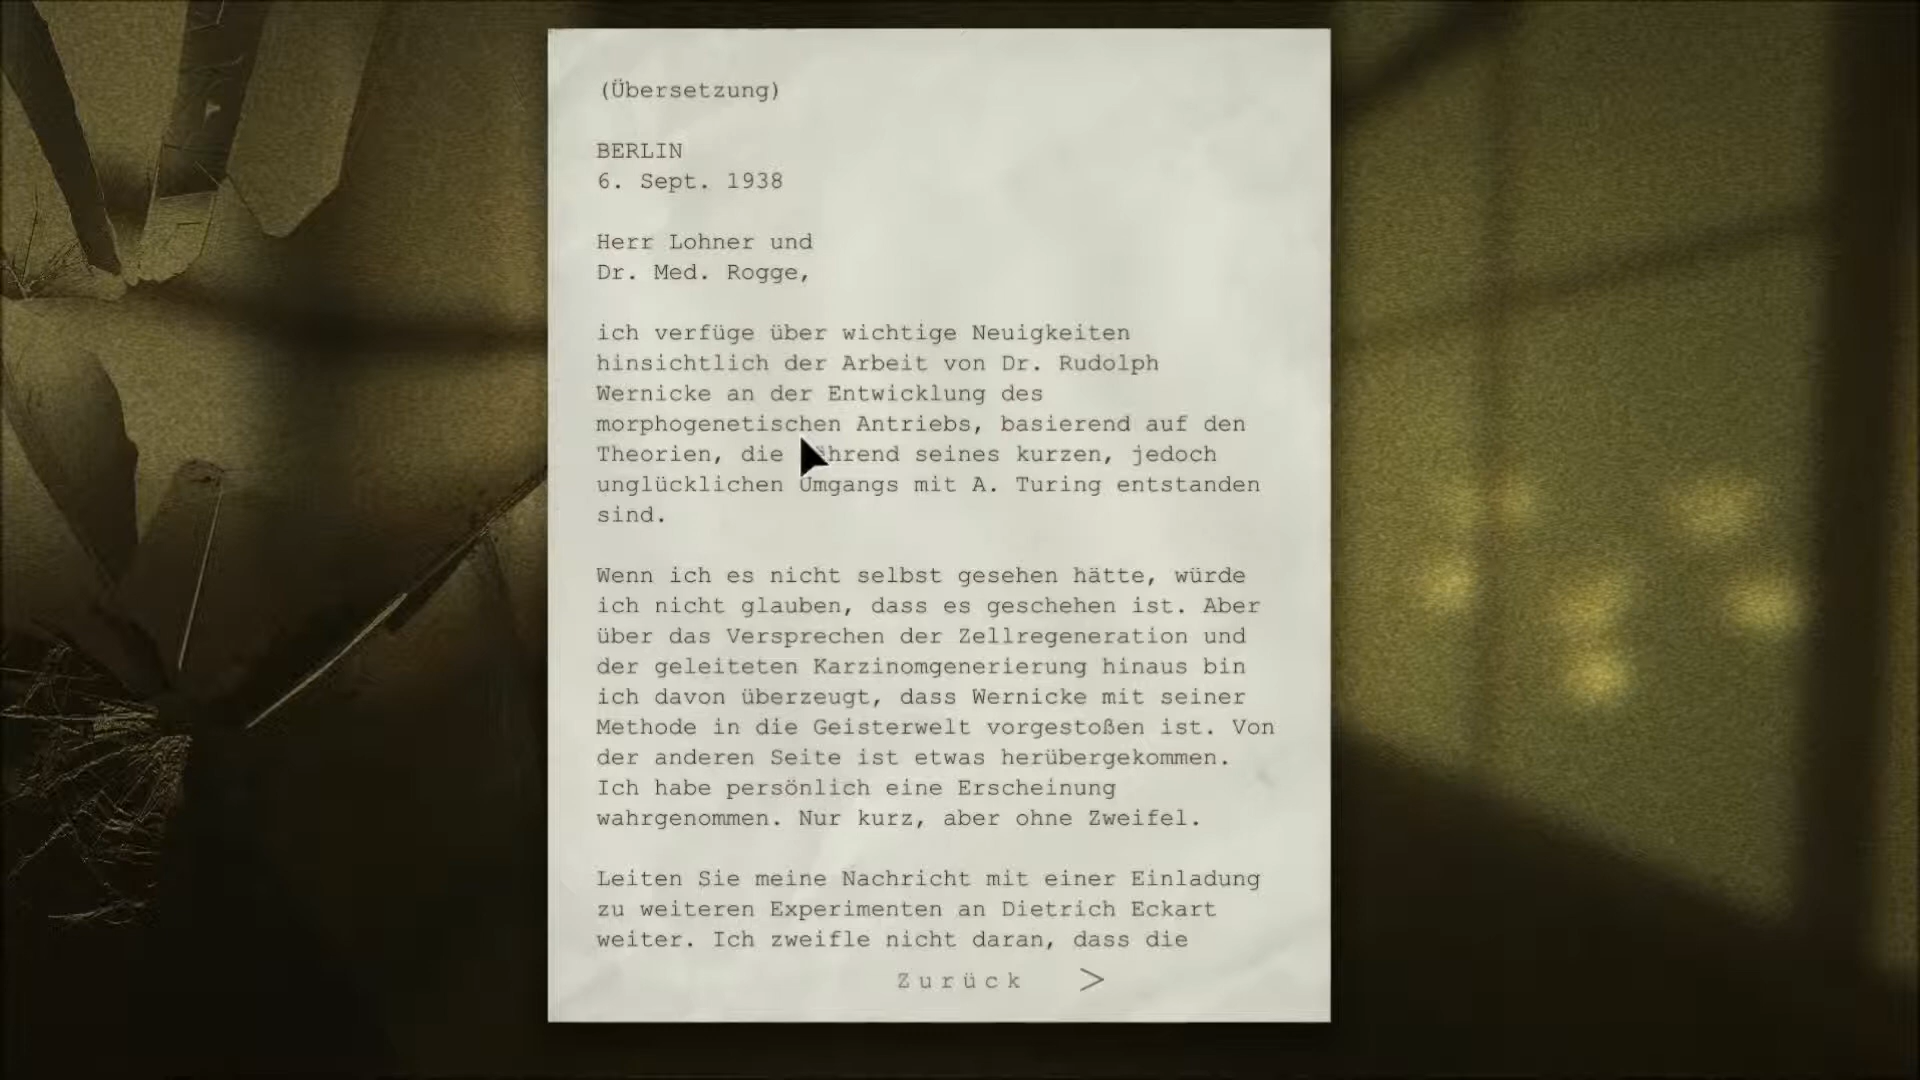 (Übersetzung)
BERLIN
6. Sept. 1938
Herr Lohner und
Dr. Med. Rogge,
ich verfüge über wichtige Neuigkeiten
hinsichtlich der Arbeit von Dr. Rudolph
Wernicke an der Entwicklung des
morphogenetischen Antriebs, basierend auf den
Theorien, die während seines kurzen, jedoch
unglücklichen Umgangs mit A. Turing entstanden
sind.
Wenn ich es nicht selbst gesehen hätte, würde
ich nicht glauben, dass es geschehen ist. Aber
über das Versprechen der Zellregeneration und
der geleiteten Karzinomgenerierung hinaus bin
ich davon überzeugt, dass Wernicke mit seiner
Methode in die Geisterwelt vorgestoßen ist. Von
der anderen Seite ist etwas herübergekommen.
Ich habe persönlich eine Erscheinung
wahrgenommen. Nur kurz, aber ohne Zweifel.
Leiten Sie meine Nachricht mit einer Einladung
zu weiteren Experimenten an Dietrich Eckart
weiter. Ich zweifle nicht daran, dass die
Zurück >